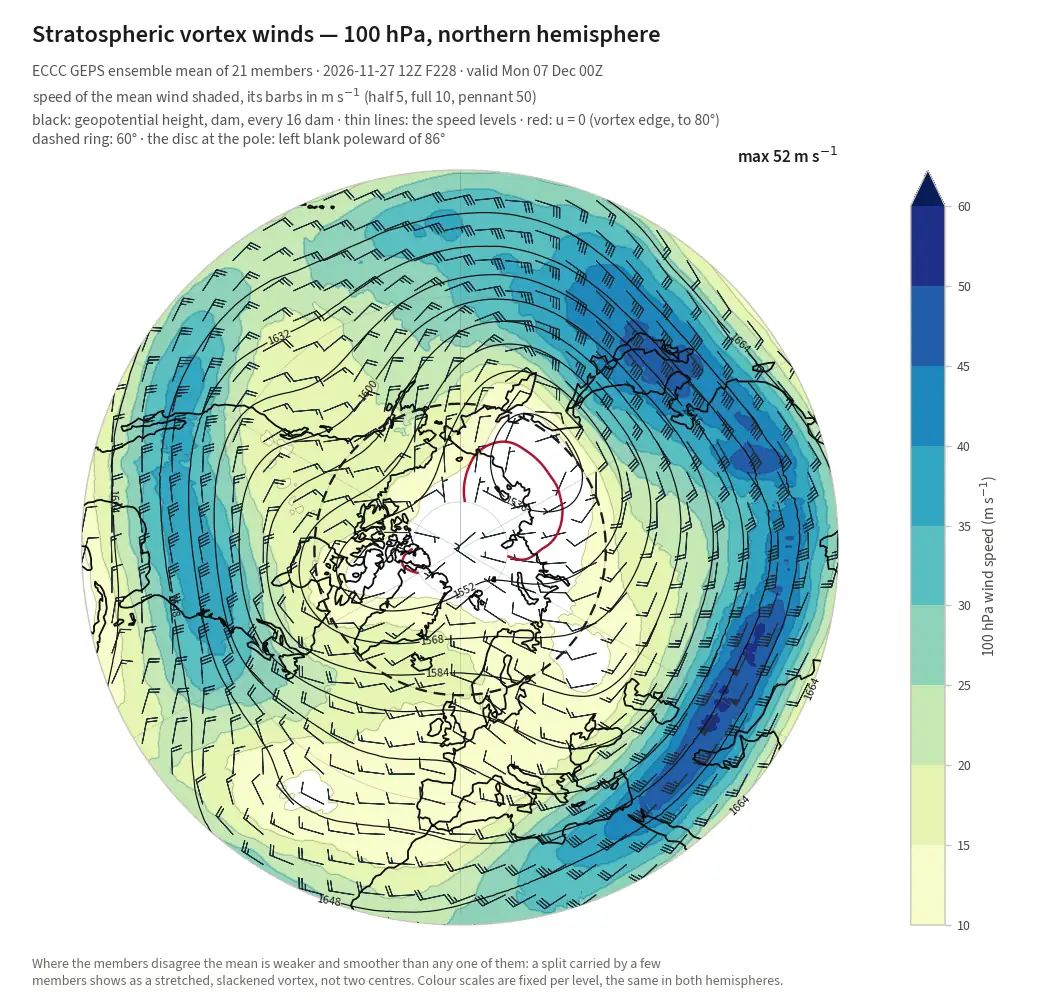 Stratospheric vortex winds — 100 hPa, northern hemisphere
ECCC GEPS ensemble mean of 21 members · 2026-11-27 12Z F228 · valid Mon 07 Dec 00Z
speed of the mean wind shaded, its barbs in m s⁻¹ (half 5, full 10, pennant 50)
black: geopotential height, dam, every 16 dam · thin lines: the speed levels · red: u = 0 (vortex edge, to 80°)
dashed ring: 60° · the disc at the pole: left blank poleward of 86°
max 52 m s⁻¹
60
50
45
40
35
30
25
20
15
10
100 hPa wind speed (m s⁻¹)
1632
1600
1664
1552
1568
1584
1664
1664
1648
Where the members disagree the mean is weaker and smoother than any one of them: a split carried by a few
members shows as a stretched, slackened vortex, not two centres. Colour scales are fixed per level, the same in both hemispheres.